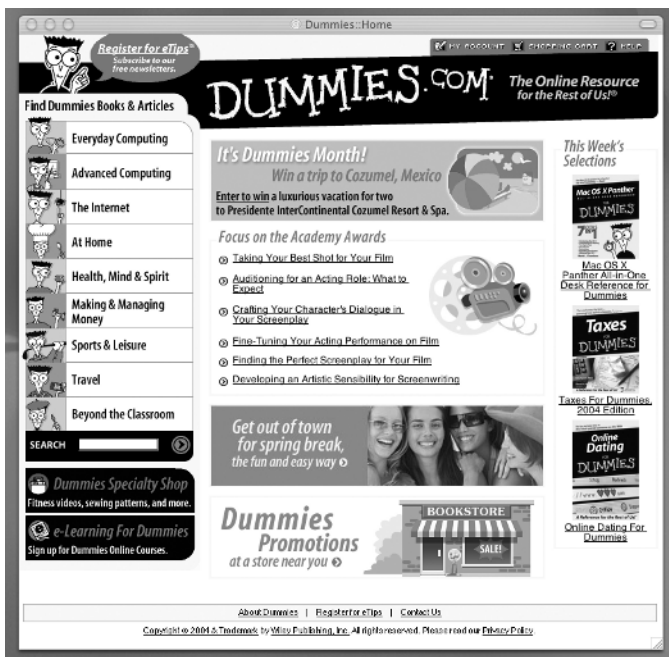 Dummies::Home
Register for eTips®
Subscribe to our
free newsletters.
MY ACCOUNT SHOPPING CART ? HELP
DUMMIES.COM™
The Online Resource
for the Rest of Us!®
Find Dummies Books & Articles
Everyday Computing
Advanced Computing
The Internet
At Home
Health, Mind & Spirit
Making & Managing
Money
Sports & Leisure
Travel
Beyond the Classroom
SEARCH
Dummies Specialty Shop
Fitness videos, sewing patterns, and more.
e-Learning For Dummies
Sign up for Dummies Online Courses.
It's Dummies Month!
Win a trip to Cozumel, Mexico
Enter to win a luxurious vacation for two
to Presidente InterContinental Cozumel Resort & Spa.
Focus on the Academy Awards
Taking Your Best Shot for Your Film
Auditioning for an Acting Role: What to
Expect
Crafting Your Character's Dialogue in
Your Screenplay
Fine-Tuning Your Acting Performance on Film
Finding the Perfect Screenplay for Your Film
Developing an Artistic Sensibility for Screenwriting
Get out of town
for spring break,
the fun and easy way
Dummies
Promotions
at a store near you
BOOKSTORE
SALE!
This Week's
Selections
Mac OS X Panther
DUMMIES
Mac OS X
Panther All-in-One
Desk Reference for
Dummies
Taxes
DUMMIES
Taxes For Dummies,
2004 Edition
Online
Dating
DUMMIES
Online Dating For
Dummies
About Dummies | Register for eTips | Contact Us
Copyright © 2004 & Trademark by Wiley Publishing, Inc. All rights reserved. Please read our Privacy Policy.